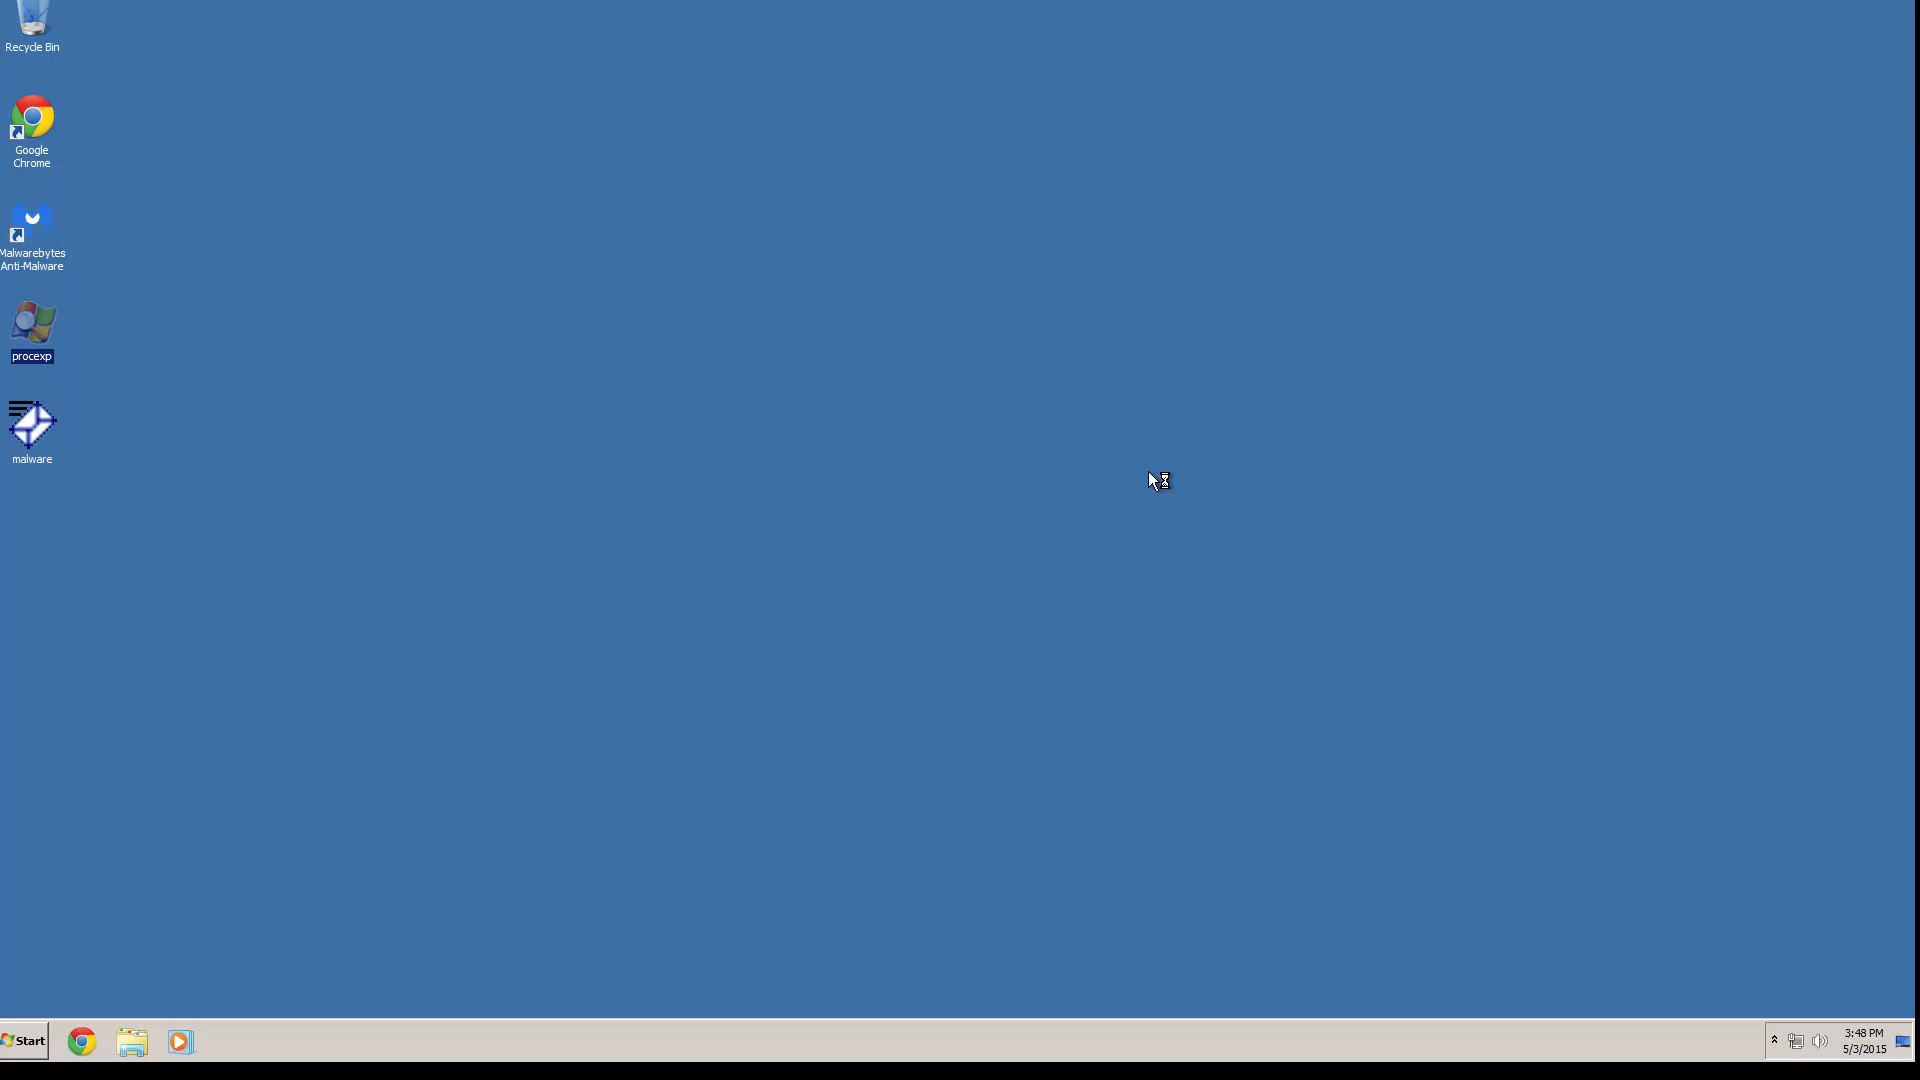 Recycle Bin
Google
Chrome
Malwarebytes
Anti-Malware
procexp
malware
Start
3:48 PM
5/3/2015